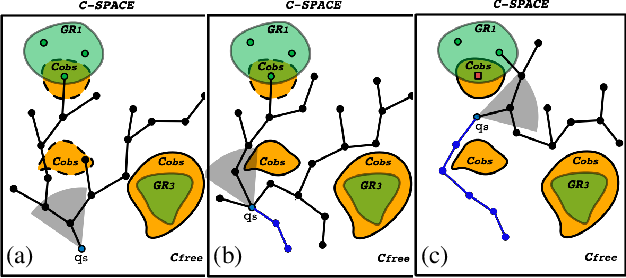 C-SPACE
GR1
Cobs
Cobs
Cobs
GR3
qs
(a)
Cfree
C-SPACE
GR1
Cobs
Cobs
Cobs
GR3
qs
(b)
Cfree
C-SPACE
GR1
Cobs
qs
Cobs
Cobs
GR3
(c)
Cfree